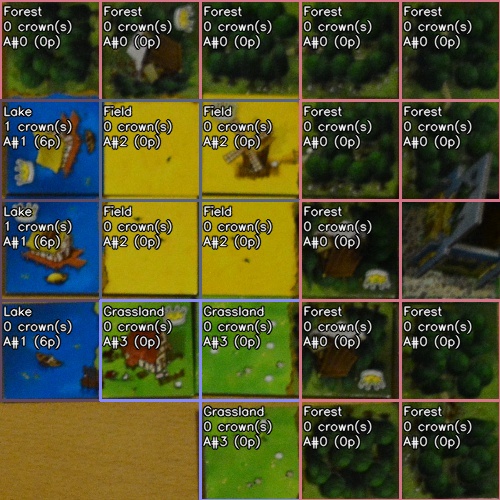 Forest
0 crown(s)
A#0 (0p)
Forest
0 crown(s)
A#0 (0p)
Forest
0 crown(s)
A#0 (0p)
Forest
0 crown(s)
A#0 (0p)
Forest
0 crown(s)
A#0 (0p)
Lake
1 crown(s)
A#1 (6p)
Field
0 crown(s)
A#2 (0p)
Field
0 crown(s)
A#2 (0p)
Forest
0 crown(s)
A#0 (0p)
Forest
0 crown(s)
A#0 (0p)
Lake
1 crown(s)
A#1 (6p)
Field
0 crown(s)
A#2 (0p)
Field
0 crown(s)
A#2 (0p)
Forest
0 crown(s)
A#0 (0p)
Lake
0 crown(s)
A#1 (6p)
Grassland
0 crown(s)
A#3 (0p)
Grassland
0 crown(s)
A#3 (0p)
Forest
0 crown(s)
A#0 (0p)
Forest
0 crown(s)
A#0 (0p)
Grassland
0 crown(s)
A#3 (0p)
Forest
0 crown(s)
A#0 (0p)
Forest
0 crown(s)
A#0 (0p)